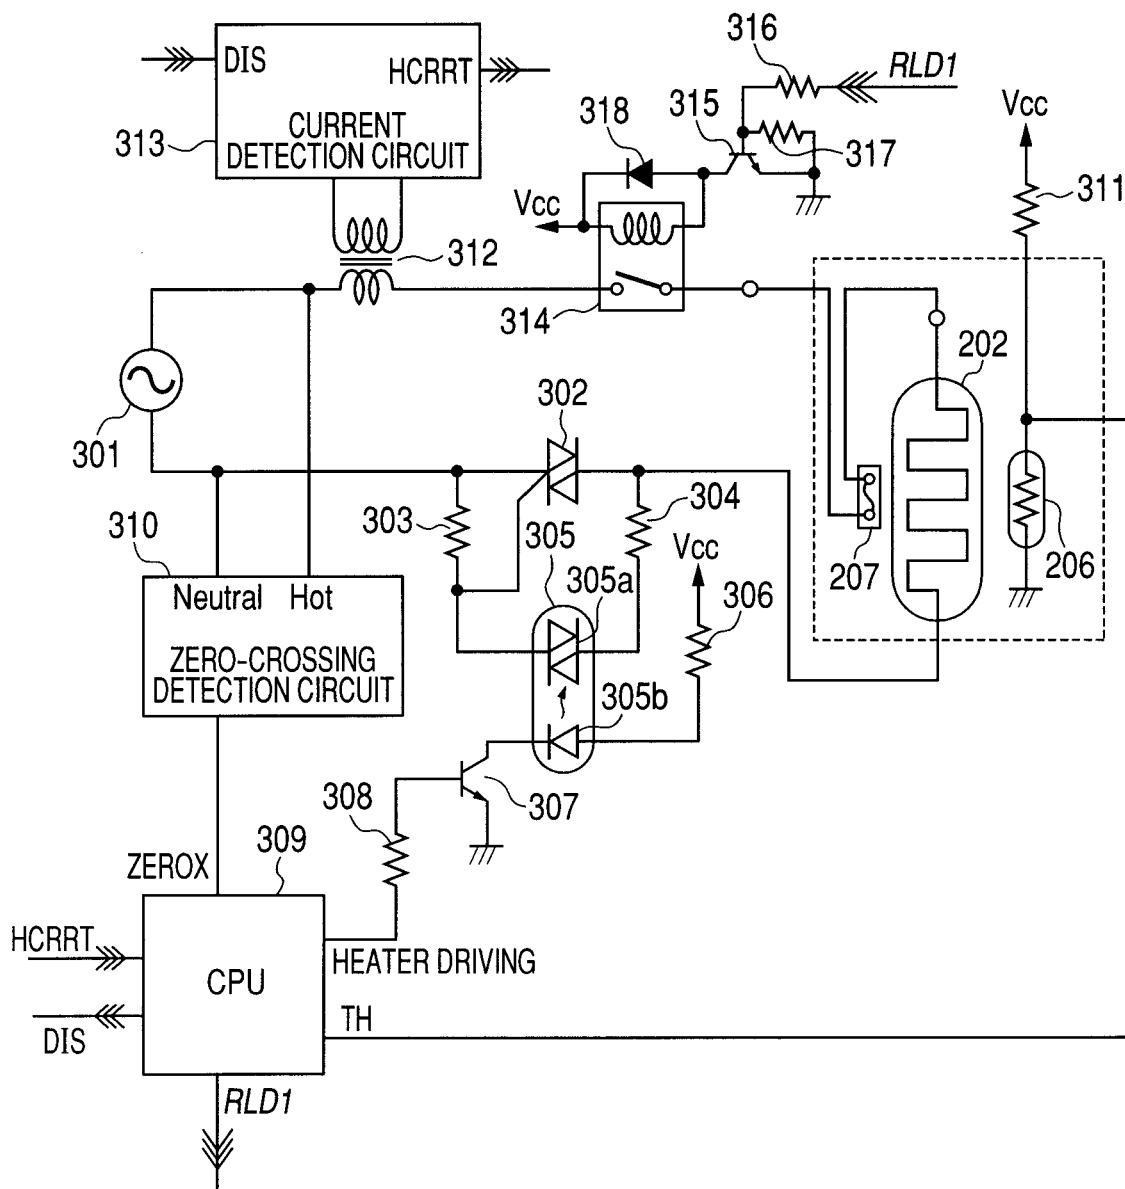 316
RLD1
DIS
HCRRT
315
Vcc
318
CURRENT
DETECTION CIRCUIT
313
317
311
Vcc
312
314
202
302
301
303
304
310
305
Vcc
207
206
305a
306
Neutral Hot
ZERO-CROSSING
DETECTION CIRCUIT
305b
308
307
309
ZEROX
HCRRT
HEATER DRIVING
CPU
TH
DIS
RLD1